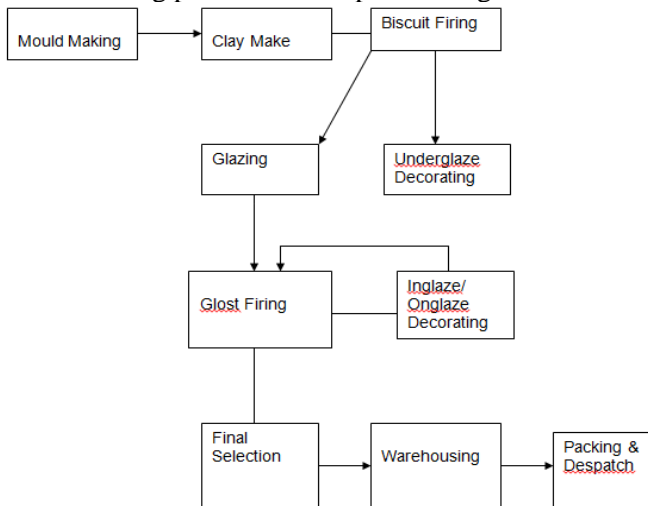 Mould Making
Clay Make
Biscuit Firing
Glazing
Underglaze
Decorating
Glost Firing
Inglaze/
Onglaze
Decorating
Final
Selection
Warehousing
Packing &
Despatch